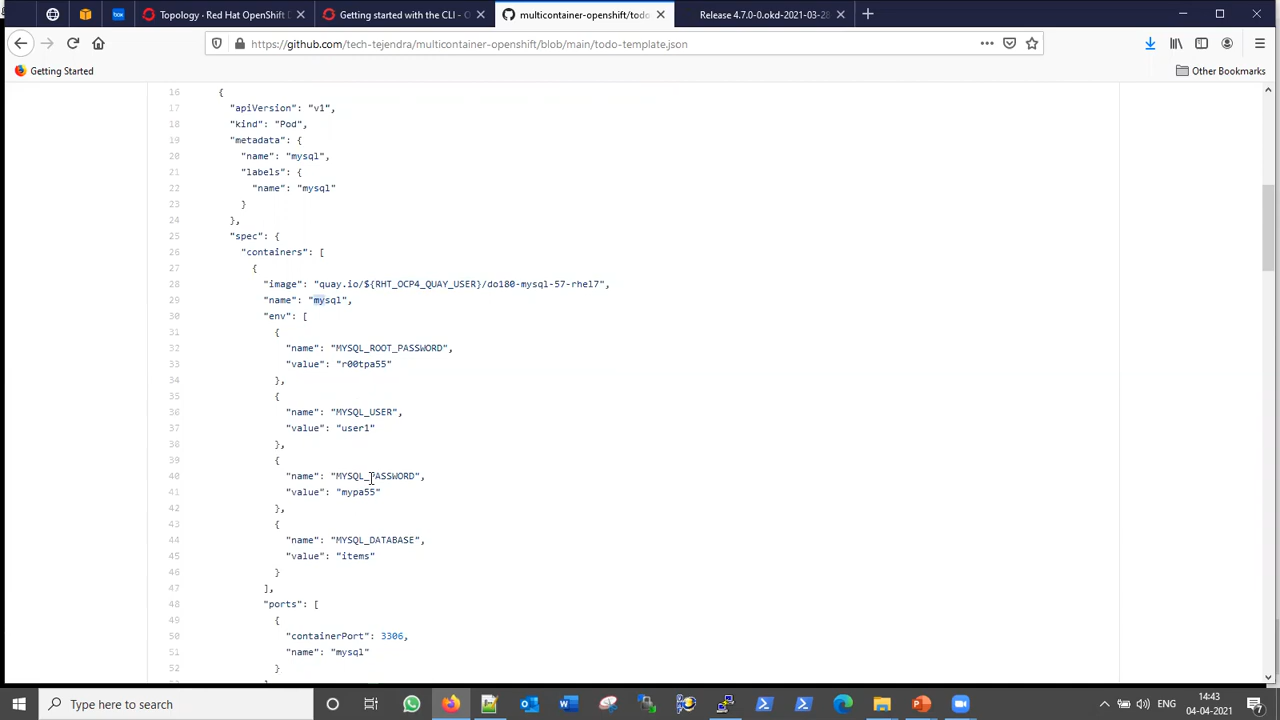 Topology · Red Hat OpenShift D
Getting started with the CLI - O
multicontainer-openshift/todo-
Release 4.7.0-0.okd-2021-03-28
https://github.com/tech-tejendra/multicontainer-openshift/blob/main/todo-template.json
Getting Started
Other Bookmarks
16 {
17 "apiVersion": "v1",
18 "kind": "Pod",
19 "metadata": {
20 "name": "mysql",
21 "labels": {
22 "name": "mysql"
23 }
24 },
25 "spec": {
26 "containers": [
27 {
28 "image": "quay.io/${RHT_OCP4_QUAY_USER}/do180-mysql-57-rhel7",
29 "name": "mysql",
30 "env": [
31 {
32 "name": "MYSQL_ROOT_PASSWORD",
33 "value": "r00tpa55"
34 },
35 {
36 "name": "MYSQL_USER",
37 "value": "user1"
38 },
39 {
40 "name": "MYSQL_PASSWORD",
41 "value": "mypa55"
42 },
43 {
44 "name": "MYSQL_DATABASE",
45 "value": "items"
46 }
47 ],
48 "ports": [
49 {
50 "containerPort": 3306,
51 "name": "mysql"
52 }
Type here to search
box
14:43
04-04-2021